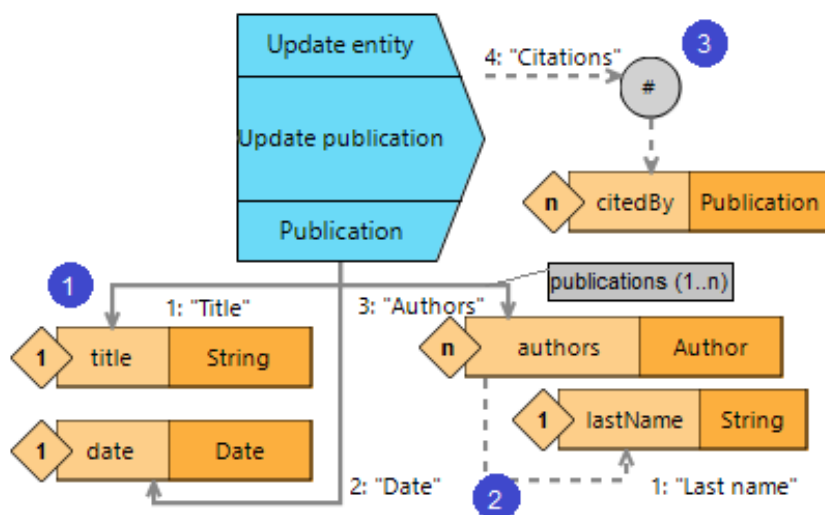 Update entity
4: "Citations"
3
#
Update publication
n citedBy Publication
Publication
1
publications (1..n)
1: "Title"
3: "Authors"
1 title String
n authors Author
1 lastName String
1 date Date
2: "Date"
2
1: "Last name"